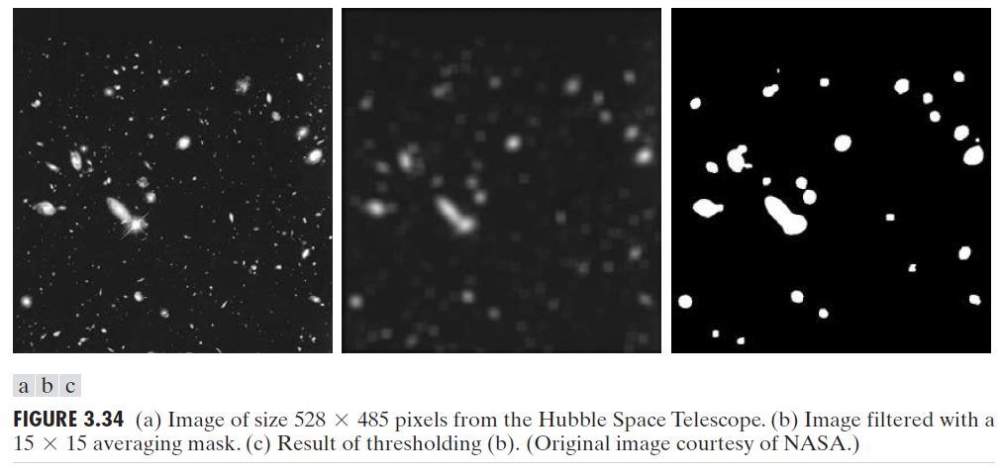 a b c
FIGURE 3.34 (a) Image of size 528 × 485 pixels from the Hubble Space Telescope. (b) Image filtered with a
15 × 15 averaging mask. (c) Result of thresholding (b). (Original image courtesy of NASA.)